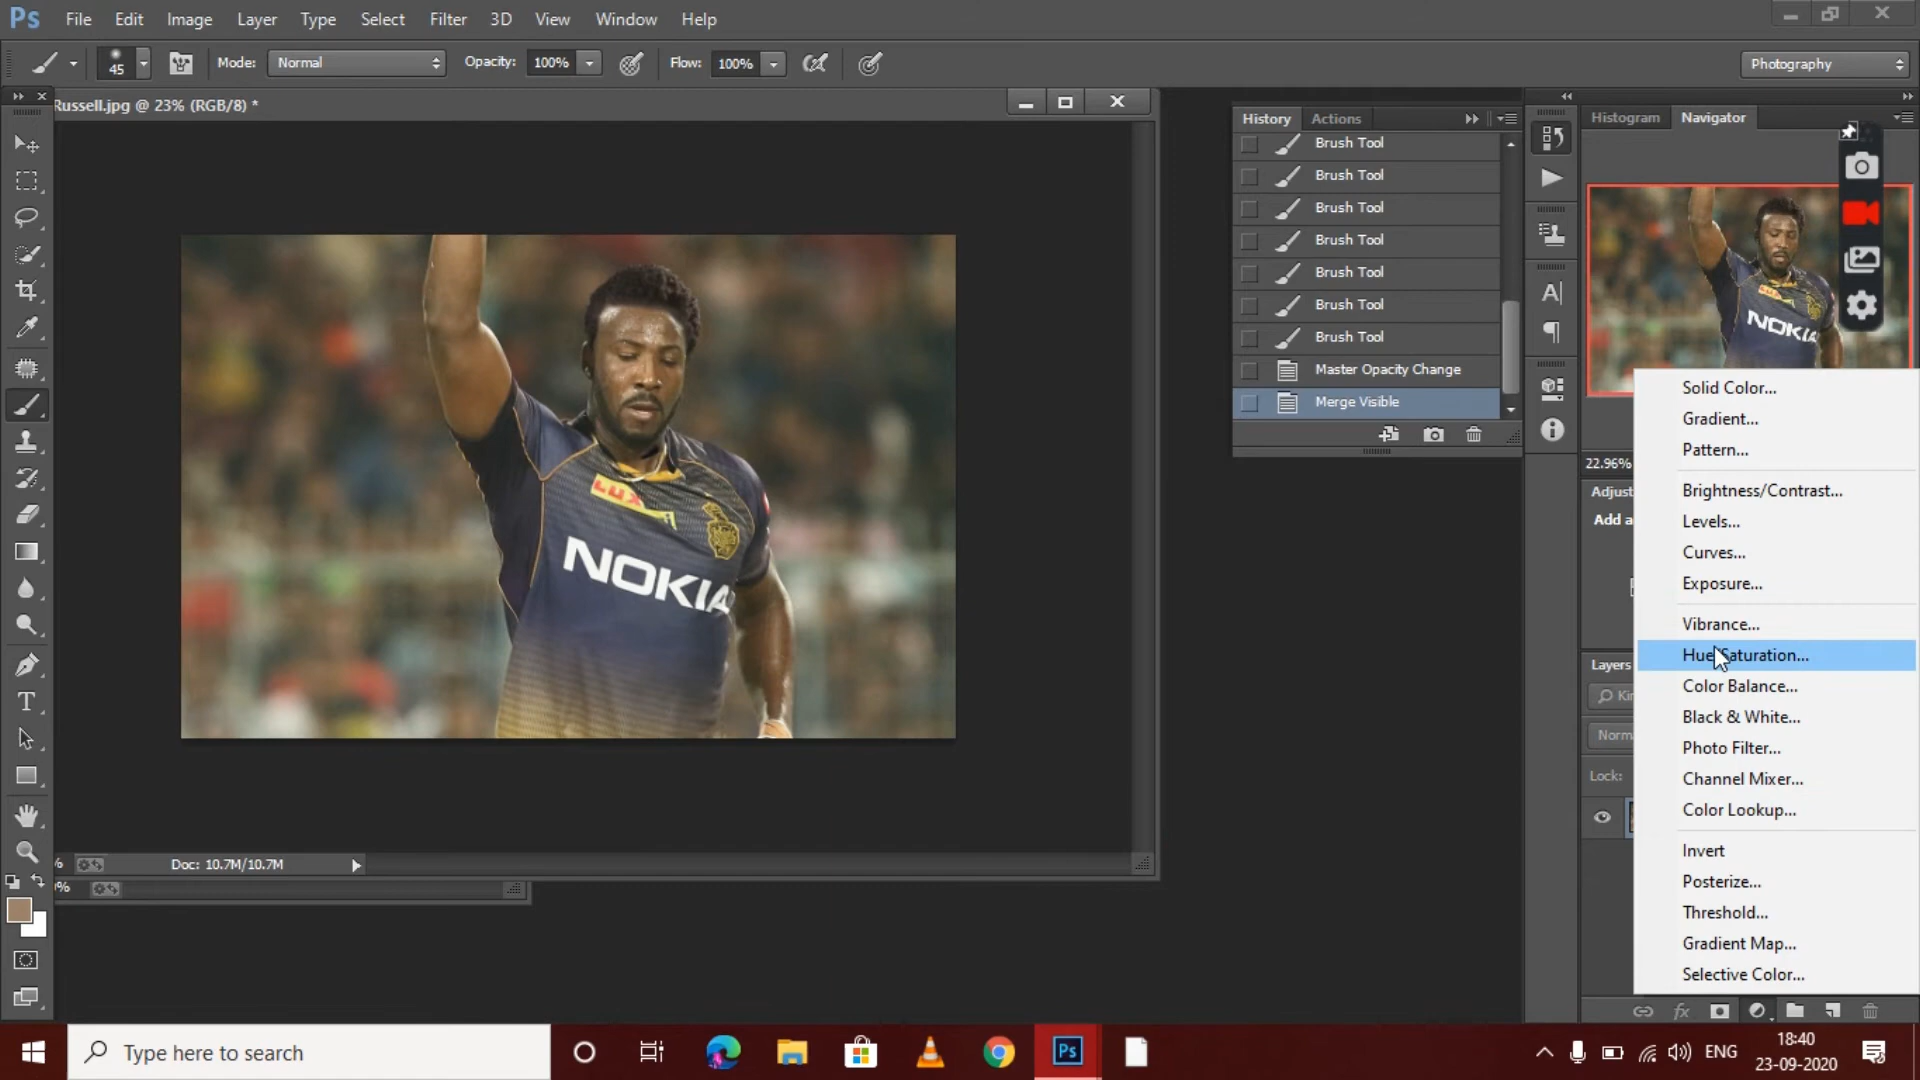 Ps File Edit Image Layer Type Select Filter 3D View Window Help
45 Mode: Normal Opacity: 100% Flow: 100% Photography
Russell.jpg @ 23% (RGB/8) *
History Actions
Histogram Navigator
Brush Tool
Brush Tool
Brush Tool
Brush Tool
Brush Tool
Brush Tool
Brush Tool
Master Opacity Change
Merge Visible
LUX
NOKIA
NOKIA
22.96%
Adjust
Add a
Layers
Norm
Lock:
Solid Color...
Gradient...
Pattern...
Brightness/Contrast...
Levels...
Curves...
Exposure...
Vibrance...
Hue/Saturation...
Color Balance...
Black & White...
Photo Filter...
Channel Mixer...
Color Lookup...
Invert
Posterize...
Threshold...
Gradient Map...
Selective Color...
% Doc: 10.7M/10.7M
%
fx
Type here to search
Ps
ENG
18:40
23-09-2020